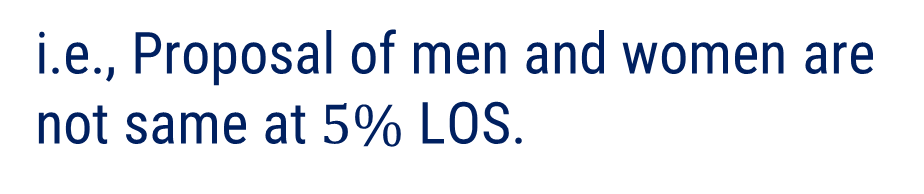 i.e., Proposal of men and women are
not same at 5% LOS.